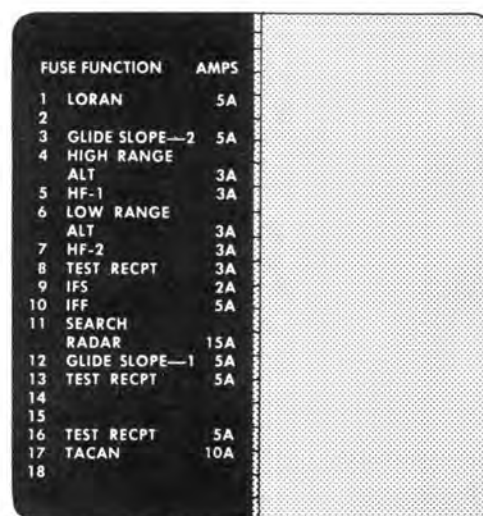 FUSE FUNCTION AMPS
1 LORAN 5A
2
3 GLIDE SLOPE—2 5A
4 HIGH RANGE
ALT 3A
5 HF-1 3A
6 LOW RANGE
ALT 3A
7 HF-2 3A
8 TEST RECPT 3A
9 IFS 2A
10 IFF 5A
11 SEARCH
RADAR 15A
12 GLIDE SLOPE—1 5A
13 TEST RECPT 5A
14
15
16 TEST RECPT 5A
17 TACAN 10A
18